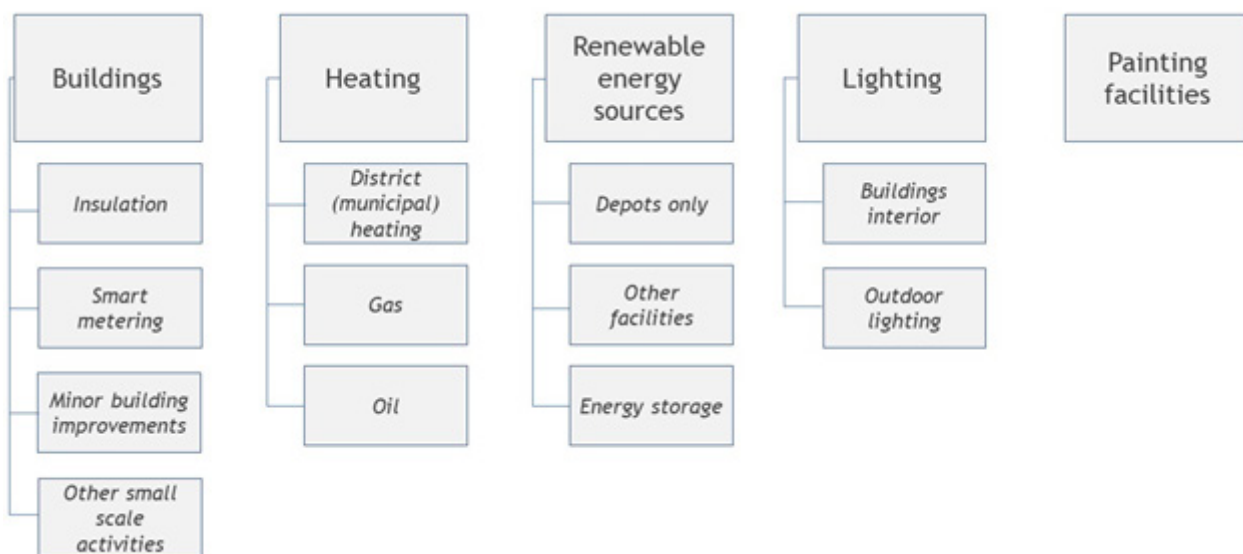 Buildings
Insulation
Smart
metering
Minor building
improvements
Other small
scale
activities
Heating
District
(municipal)
heating
Gas
Oil
Renewable
energy
sources
Depots only
Other
facilities
Energy storage
Lighting
Buildings
interior
Outdoor
lighting
Painting
facilities